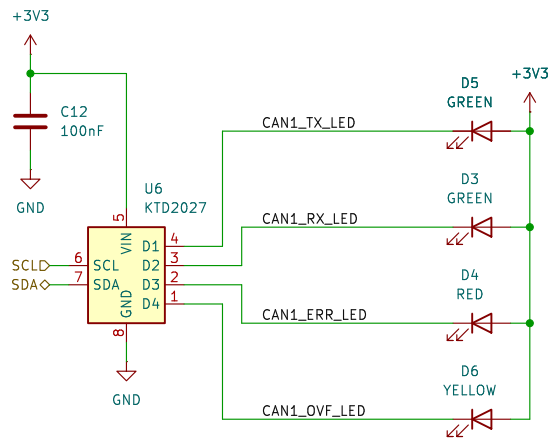 +3V3
C12
100nF
GND
U6
KTD2027
5
VIN
SCL
6
SCL
SDA
7
SDA
D1
4
D2
3
D3
2
D4
1
GND
8
GND
CAN1_TX_LED
CAN1_RX_LED
CAN1_ERR_LED
CAN1_OVF_LED
+3V3
D5
GREEN
D3
GREEN
D4
RED
D6
YELLOW